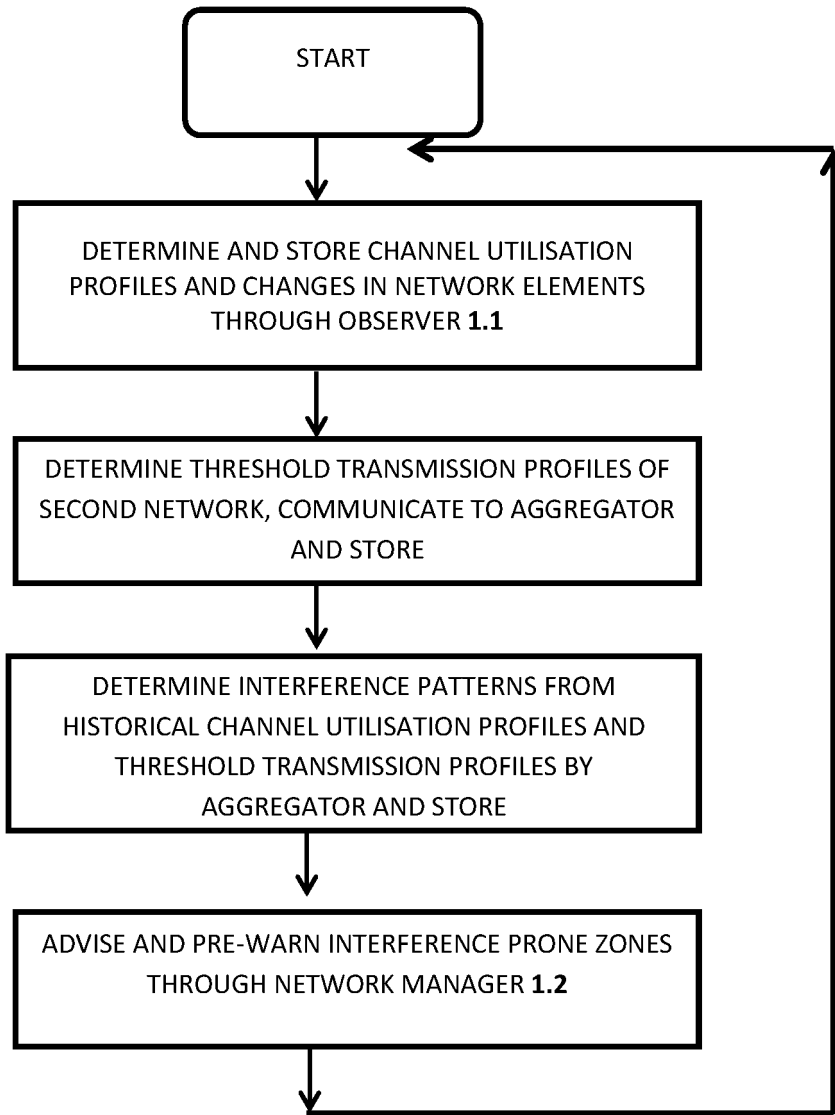 START
DETERMINE AND STORE CHANNEL UTILISATION
PROFILES AND CHANGES IN NETWORK ELEMENTS
THROUGH OBSERVER 1.1
DETERMINE THRESHOLD TRANSMISSION PROFILES OF
SECOND NETWORK, COMMUNICATE TO AGGREGATOR
AND STORE
DETERMINE INTERFERENCE PATTERNS FROM
HISTORICAL CHANNEL UTILISATION PROFILES AND
THRESHOLD TRANSMISSION PROFILES BY
AGGREGATOR AND STORE
ADVISE AND PRE-WARN INTERFERENCE PRONE ZONES
THROUGH NETWORK MANAGER 1.2